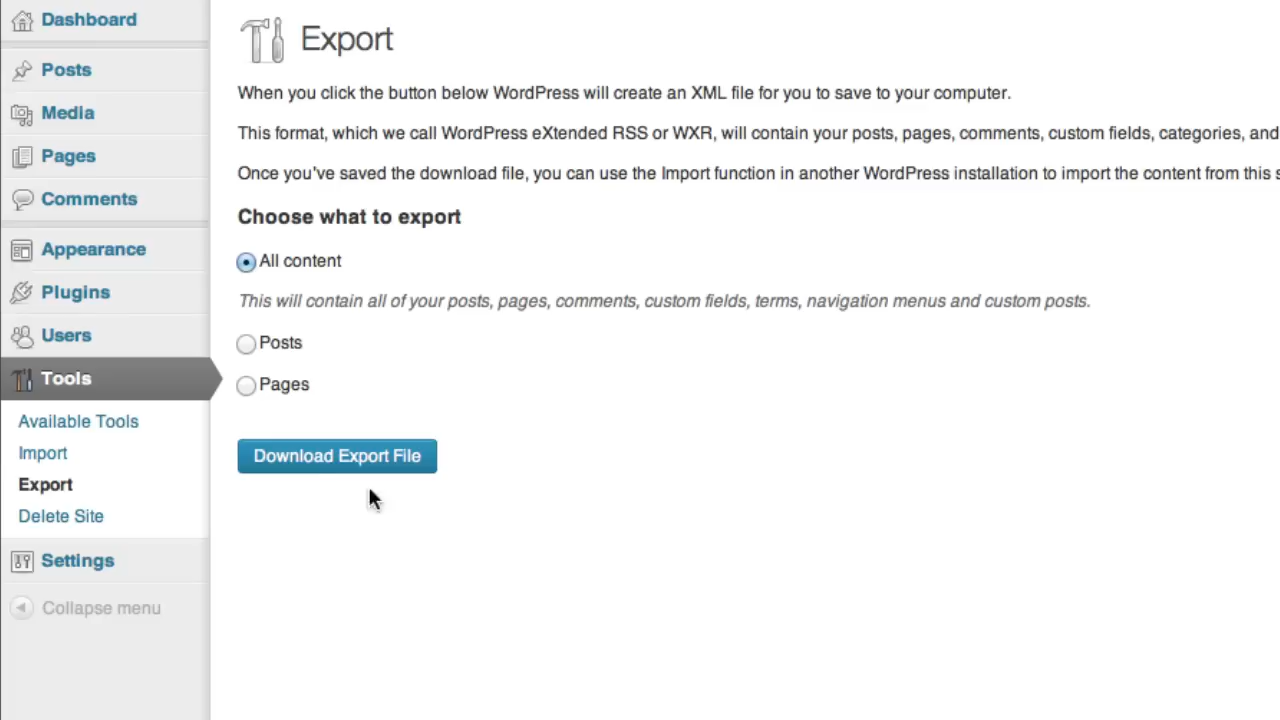 Dashboard
Posts
Media
Pages
Comments
Appearance
Plugins
Users
Tools
Available Tools
Import
Export
Delete Site
Settings
Collapse menu
Export
When you click the button below WordPress will create an XML file for you to save to your computer.
This format, which we call WordPress eXtended RSS or WXR, will contain your posts, pages, comments, custom fields, categories, and
Once you've saved the download file, you can use the Import function in another WordPress installation to import the content from this s
Choose what to export
All content
This will contain all of your posts, pages, comments, custom fields, terms, navigation menus and custom posts.
Posts
Pages
Download Export File